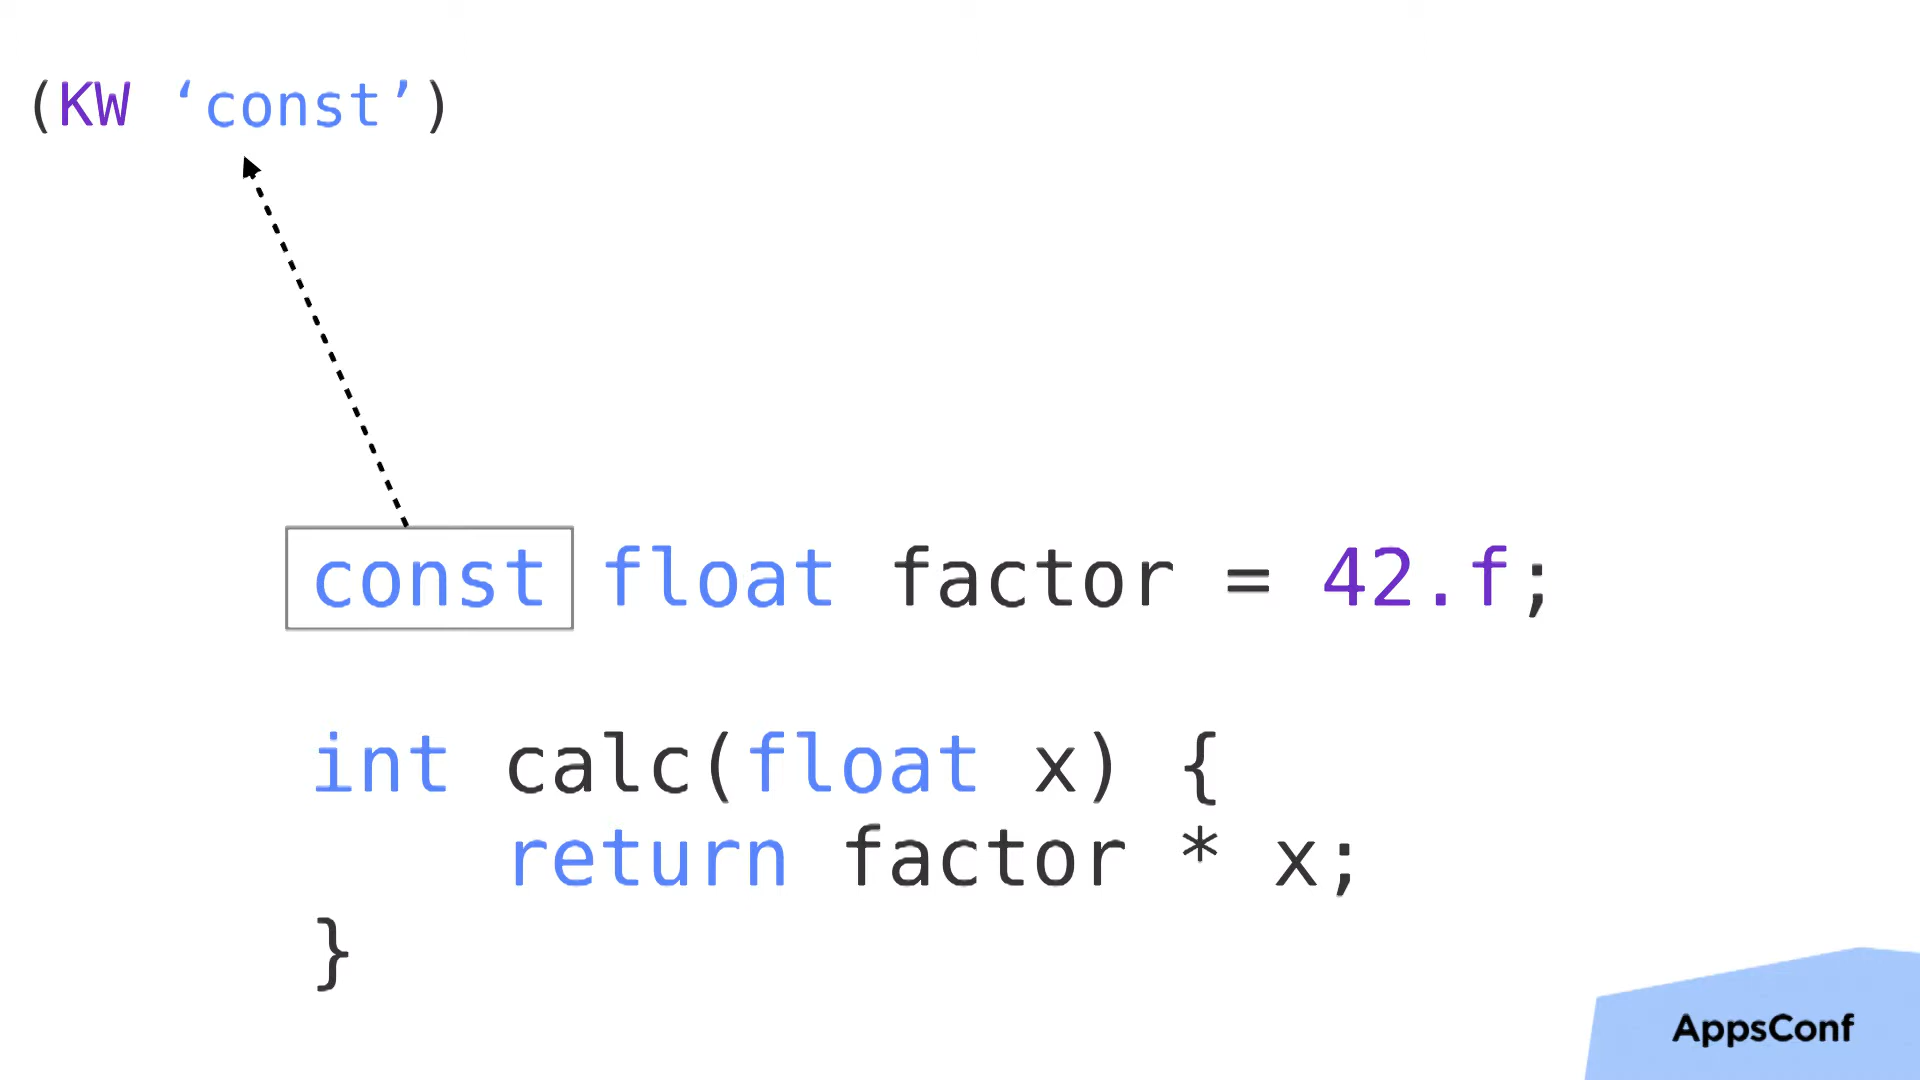 (KW ‘const’)
const float factor = 42.f;
int calc(float x) {
    return factor * x;
}
AppsConf